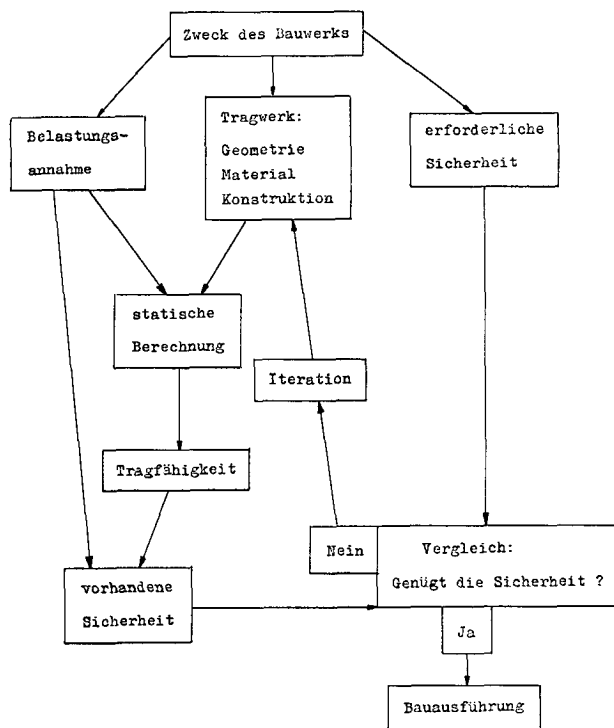 Zweck des Bauwerks
Belastungs-
annahme
Tragwerk:
Geometrie
Material
Konstruktion
erforderliche
Sicherheit
statische
Berechnung
Iteration
Tragfähigkeit
Nein
Vergleich:
Genügt die Sicherheit ?
vorhandene
Sicherheit
Ja
Bauausführung